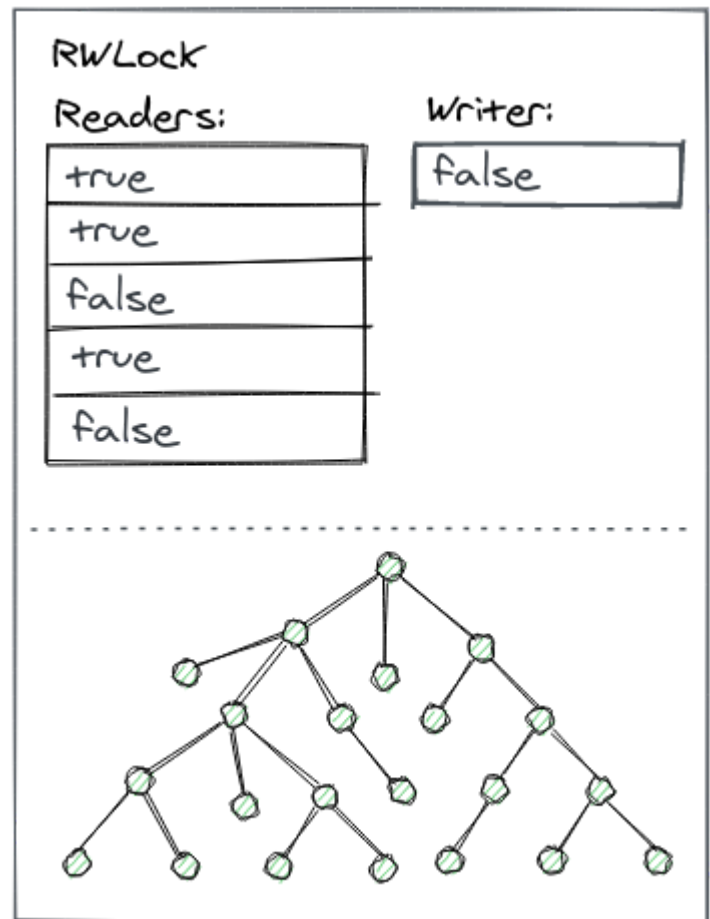 RWLock
Readers:
true
true
false
true
false
Writer:
false